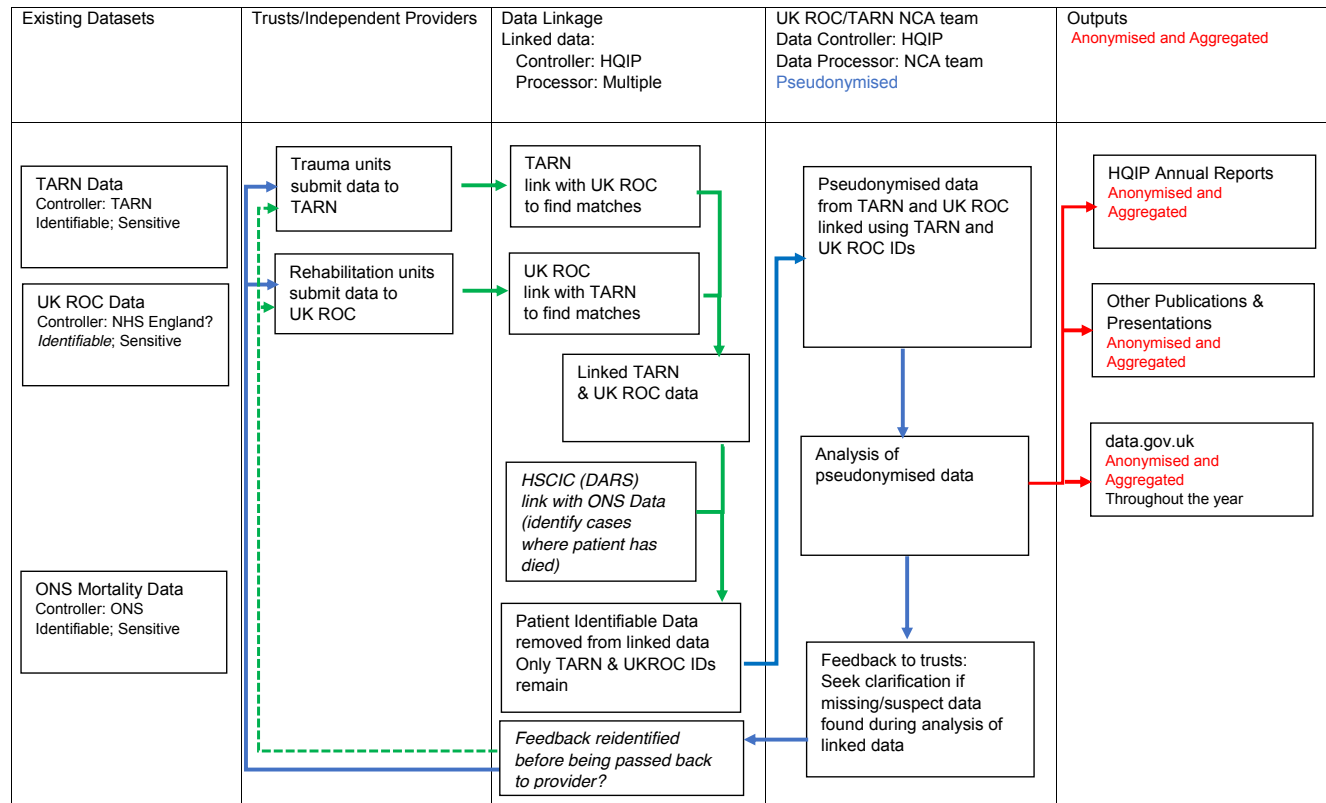 Existing Datasets
Trusts/Independent Providers
Data Linkage
Linked data:
Controller: HQIP
Processor: Multiple
UK ROC/TARN NCA team
Data Controller: HQIP
Data Processor: NCA team
Pseudonymised
Outputs
Anonymised and Aggregated
TARN Data
Controller: TARN
Identifiable; Sensitive
UK ROC Data
Controller: NHS England?
Identifiable; Sensitive
ONS Mortality Data
Controller: ONS
Identifiable; Sensitive
Trauma units
submit data to
TARN
Rehabilitation units
submit data to
UK ROC
TARN
link with UK ROC
to find matches
UK ROC
link with TARN
to find matches
Linked TARN
& UK ROC data
HSCIC (DARS)
link with ONS Data
(identify cases
where patient has
died)
Patient Identifiable Data
removed from linked data
Only TARN & UKROC IDs
remain
Feedback reidentified
before being passed back
to provider?
Pseudonymised data
from TARN and UK ROC
linked using TARN and
UK ROC IDs
Analysis of
pseudonymised data
Feedback to trusts:
Seek clarification if
missing/suspect data
found during analysis of
linked data
HQIP Annual Reports
Anonymised and
Aggregated
Other Publications &
Presentations
Anonymised and
Aggregated
data.gov.uk
Anonymised and
Aggregated
Throughout the year